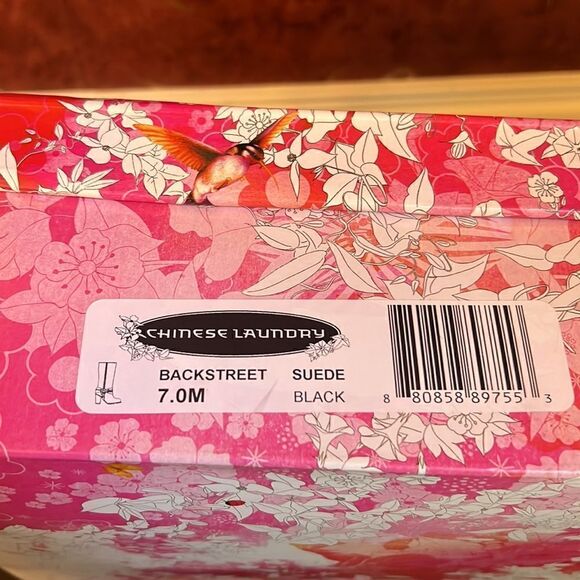 CHINESE LAUNDRY
BACKSTREET SUEDE
7.0M BLACK
8 80858 89755 3